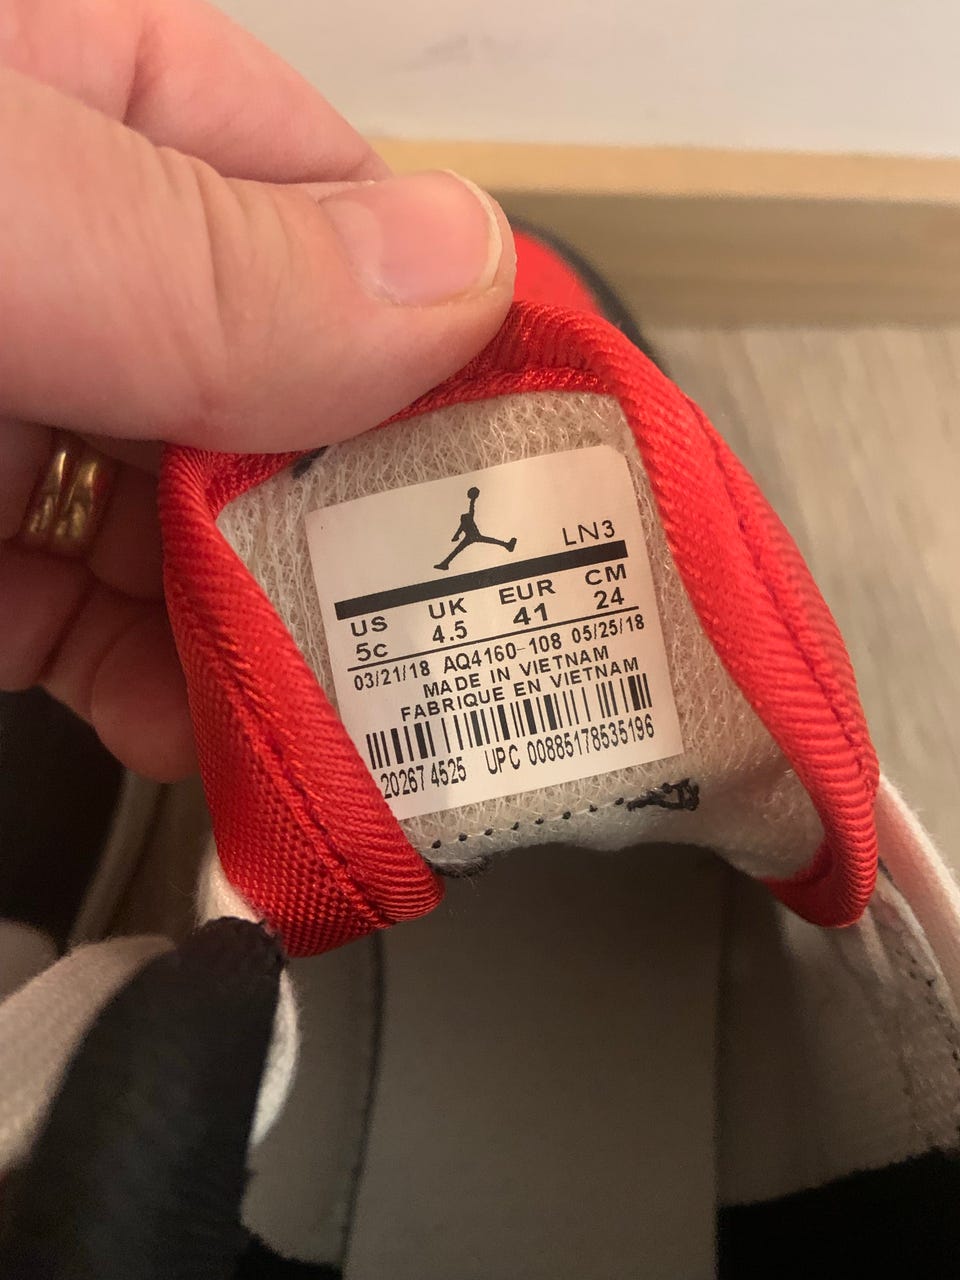 LN3
US UK EUR CM
5c 4.5 41 24
03/21/18 AQ4160-108 05/25/18
MADE IN VIETNAM
FABRIQUE EN VIETNAM
20267 4525 UPC 00885178535196